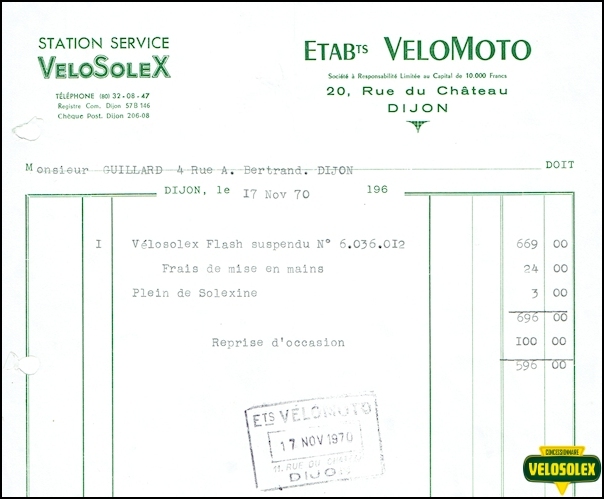 STATION SERVICE
VELOSOLEX
TÉLÉPHONE (80) 32-08-47
Registre Com. Dijon 57 B 146
Chèque Post. Dijon 206-08
ETABTS VELOMOTO
Société à Responsabilité Limitée au Capital de 10.000 Francs
20, Rue du Château
DIJON
Monsieur GUILLARD 4 Rue A. Bertrand. DIJON DOIT
DIJON, le 17 Nov 70 196
I Vélosolex Flash suspendu N° 6.036.012 669 00
Frais de mise en mains 24 00
Plein de Solexine 3 00
696 00
Reprise d'occasion 100 00
596 00
ETS VÉLOMOTO
17 NOV 1970
RUE DU CHATEAU
DIJON
CONCESSIONNAIRE
VELOSOLEX